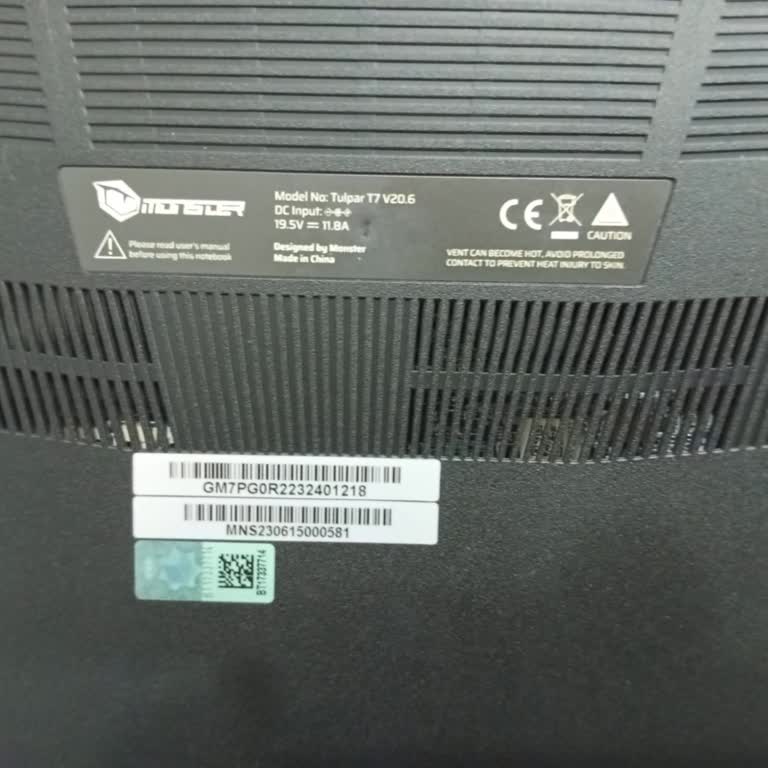 MONSTER
Please read user's manual
before using this notebook
Model No: Tulpar T7 V20.6
DC Input:
19.5V 11.8A
Designed by Monster
Made in China
CE
CAUTION
VENT CAN BECOME HOT, AVOID PROLONGED
CONTACT TO PREVENT HEAT INJURY TO SKIN.
GM7PG0R2232401218
MNS230615000581
BT17337714